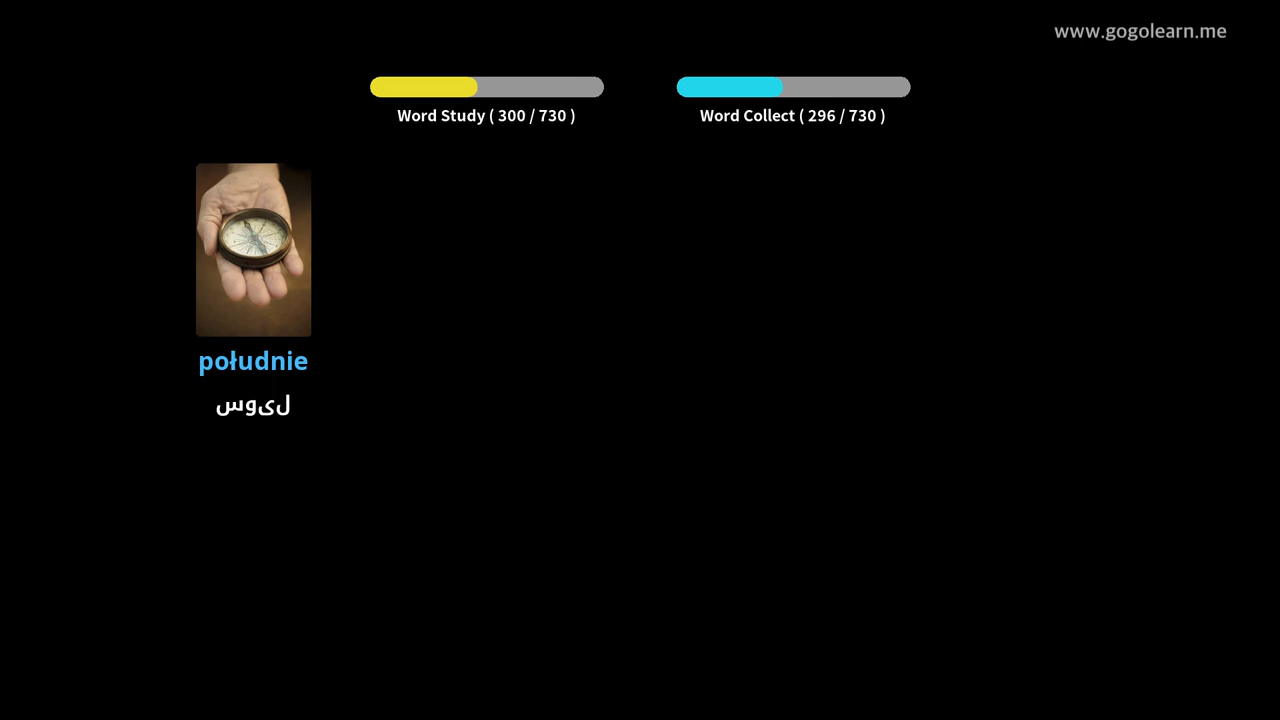 www.gogolearn.me
Word Study ( 300 / 730 )
Word Collect ( 296 / 730 )
południe
لیوس